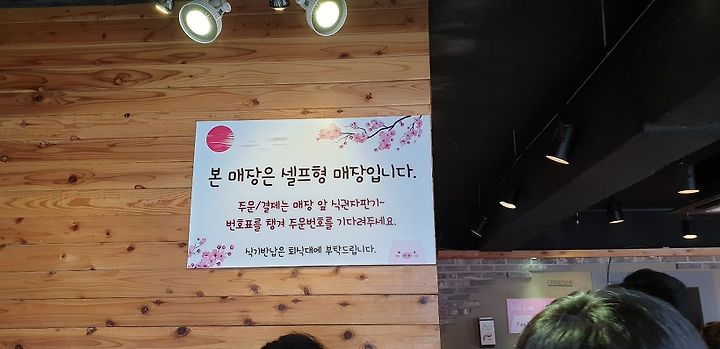 본 매장은 셀프형 매장입니다.
주문/결제는 매장 앞 식권자판기~
번호표를 챙겨 주문번호를 기다려주세요.
식기반납은 퇴식대에 부탁드립니다.